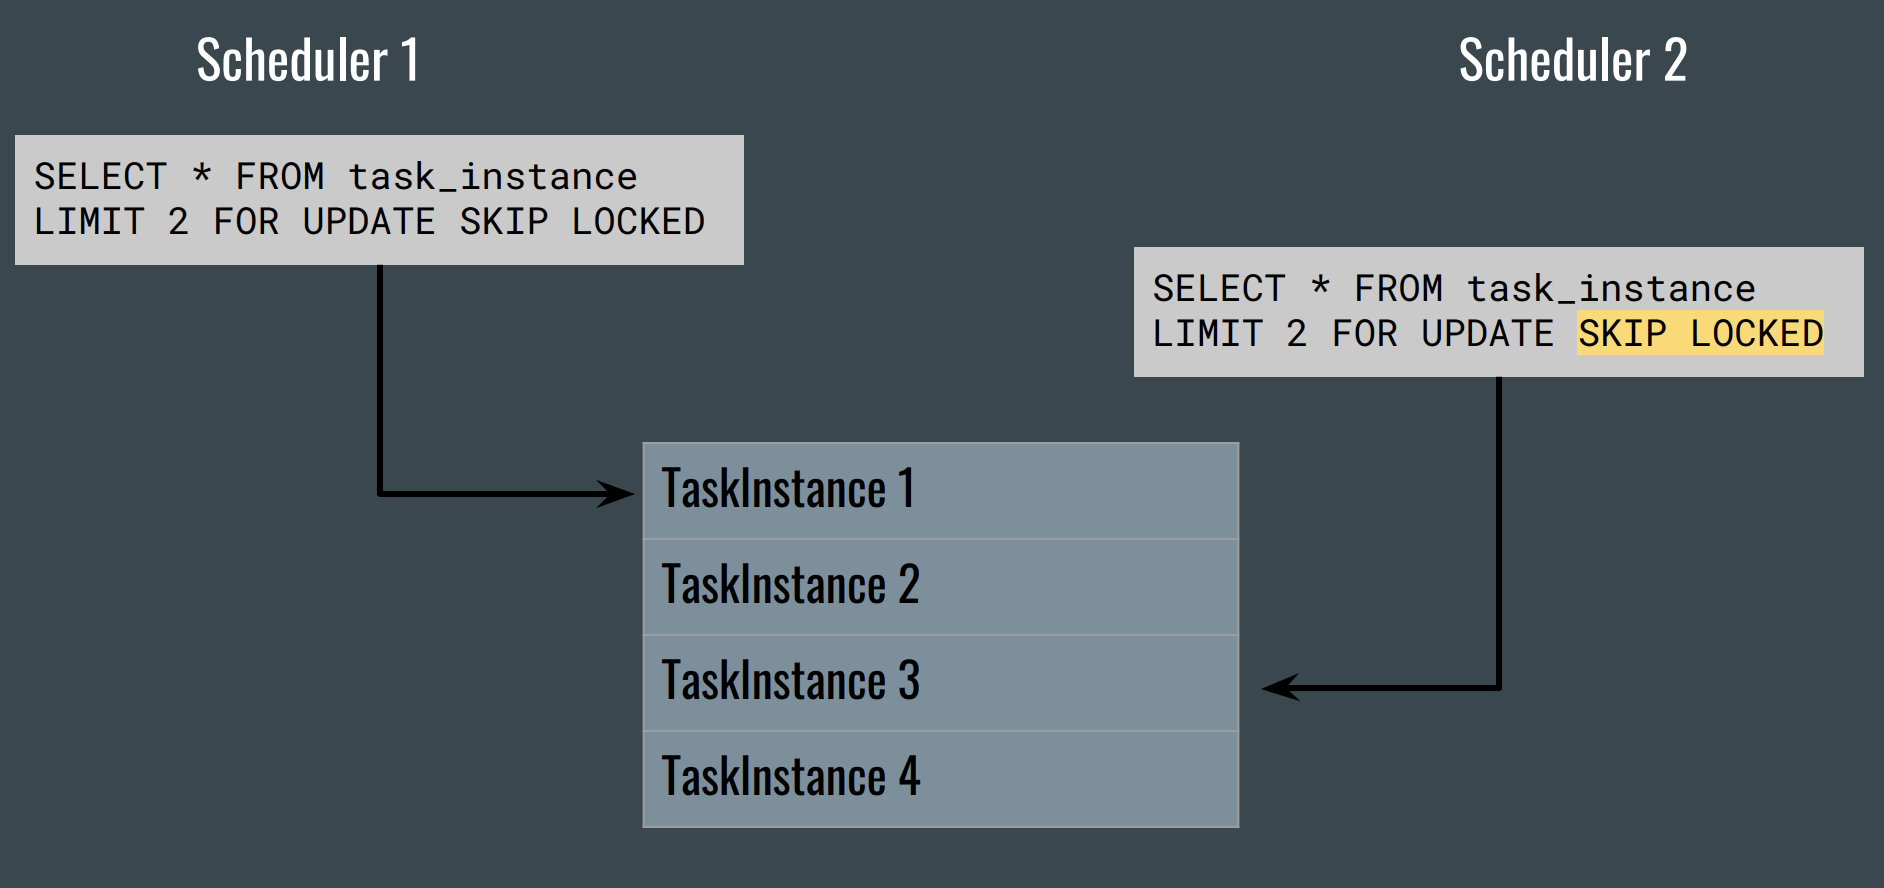 Scheduler 1
Scheduler 2
SELECT * FROM task_instance
LIMIT 2 FOR UPDATE SKIP LOCKED
SELECT * FROM task_instance
LIMIT 2 FOR UPDATE SKIP LOCKED
TaskInstance 1
TaskInstance 2
TaskInstance 3
TaskInstance 4